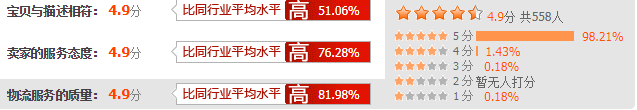 宝贝与描述相符： 4.9分 比同行业平均水平 高 51.06%
卖家的服务态度： 4.9分 比同行业平均水平 高 76.28%
物流服务的质量： 4.9分 比同行业平均水平 高 81.98%
4.9分 共558人
5 分 98.21%
4 分 1.43%
3 分 0.18%
2 分 暂无人打分
1 分 0.18%